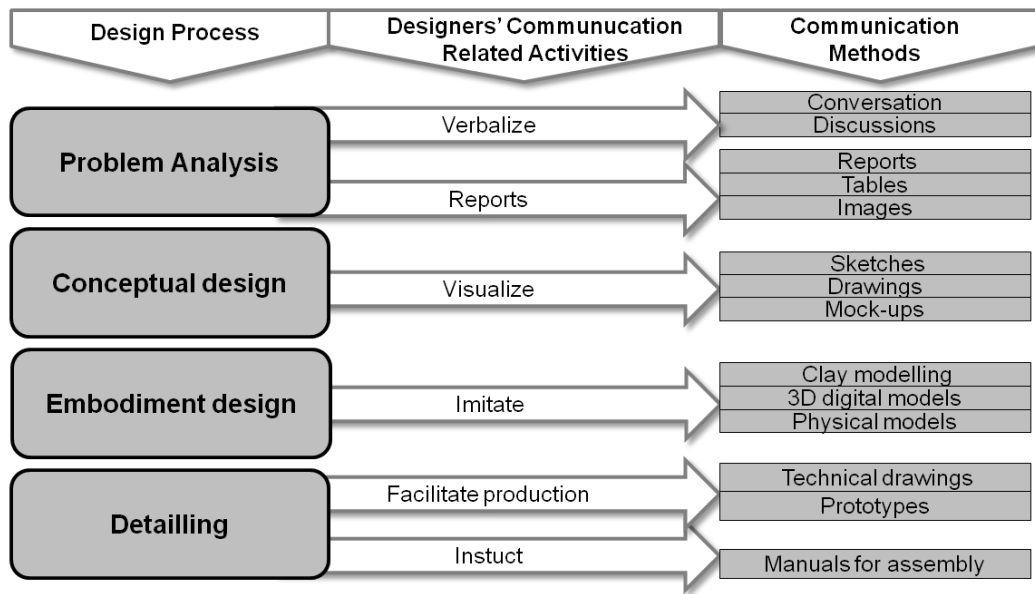 Design Process
Designers' Communucation
Related Activities
Communication
Methods
Problem Analysis
Verbalize
Conversation
Discussions
Reports
Reports
Tables
Images
Conceptual design
Visualize
Sketches
Drawings
Mock-ups
Embodiment design
Imitate
Clay modelling
3D digital models
Physical models
Detailling
Facilitate production
Technical drawings
Prototypes
Instuct
Manuals for assembly